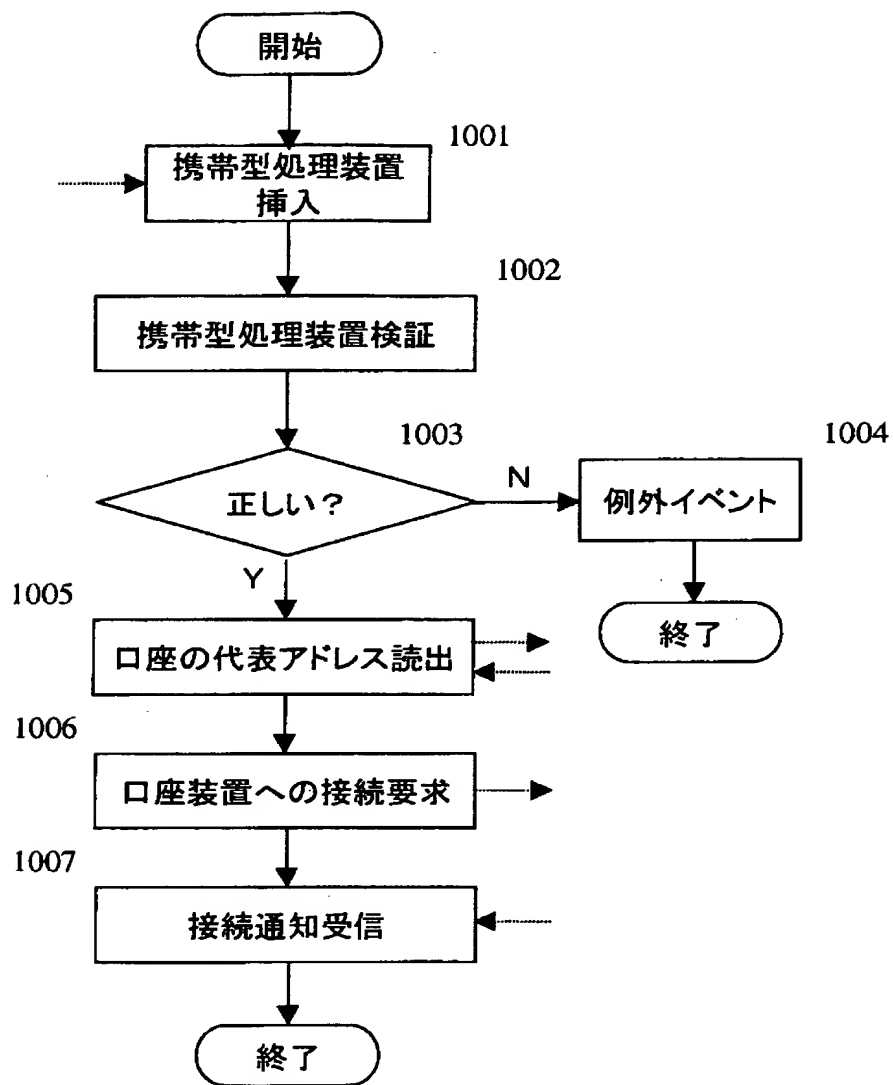 開始
1001
携帯型処理装置
挿入
1002
携帯型処理装置検証
1003
正しい?
N
1004
例外イベント
終了
Y
1005
口座の代表アドレス読出
1006
口座装置への接続要求
1007
接続通知受信
終了